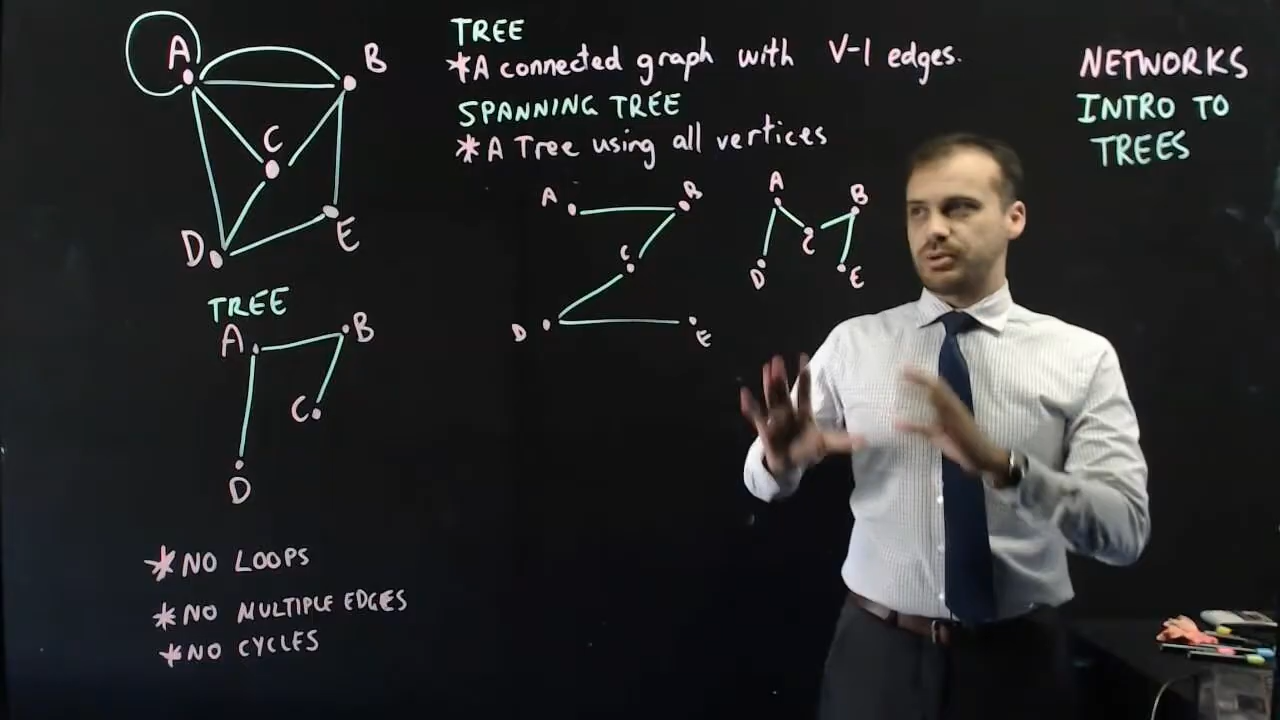 A
B
C
D
E
TREE
A
B
C
D
*NO LOOPS
*NO MULTIPLE EDGES
*NO CYCLES
TREE
*A connected graph with V-1 edges.
SPANNING TREE
*A Tree using all vertices
A
B
C
D
E
A
B
C
D
E
NETWORKS
INTRO TO
TREES